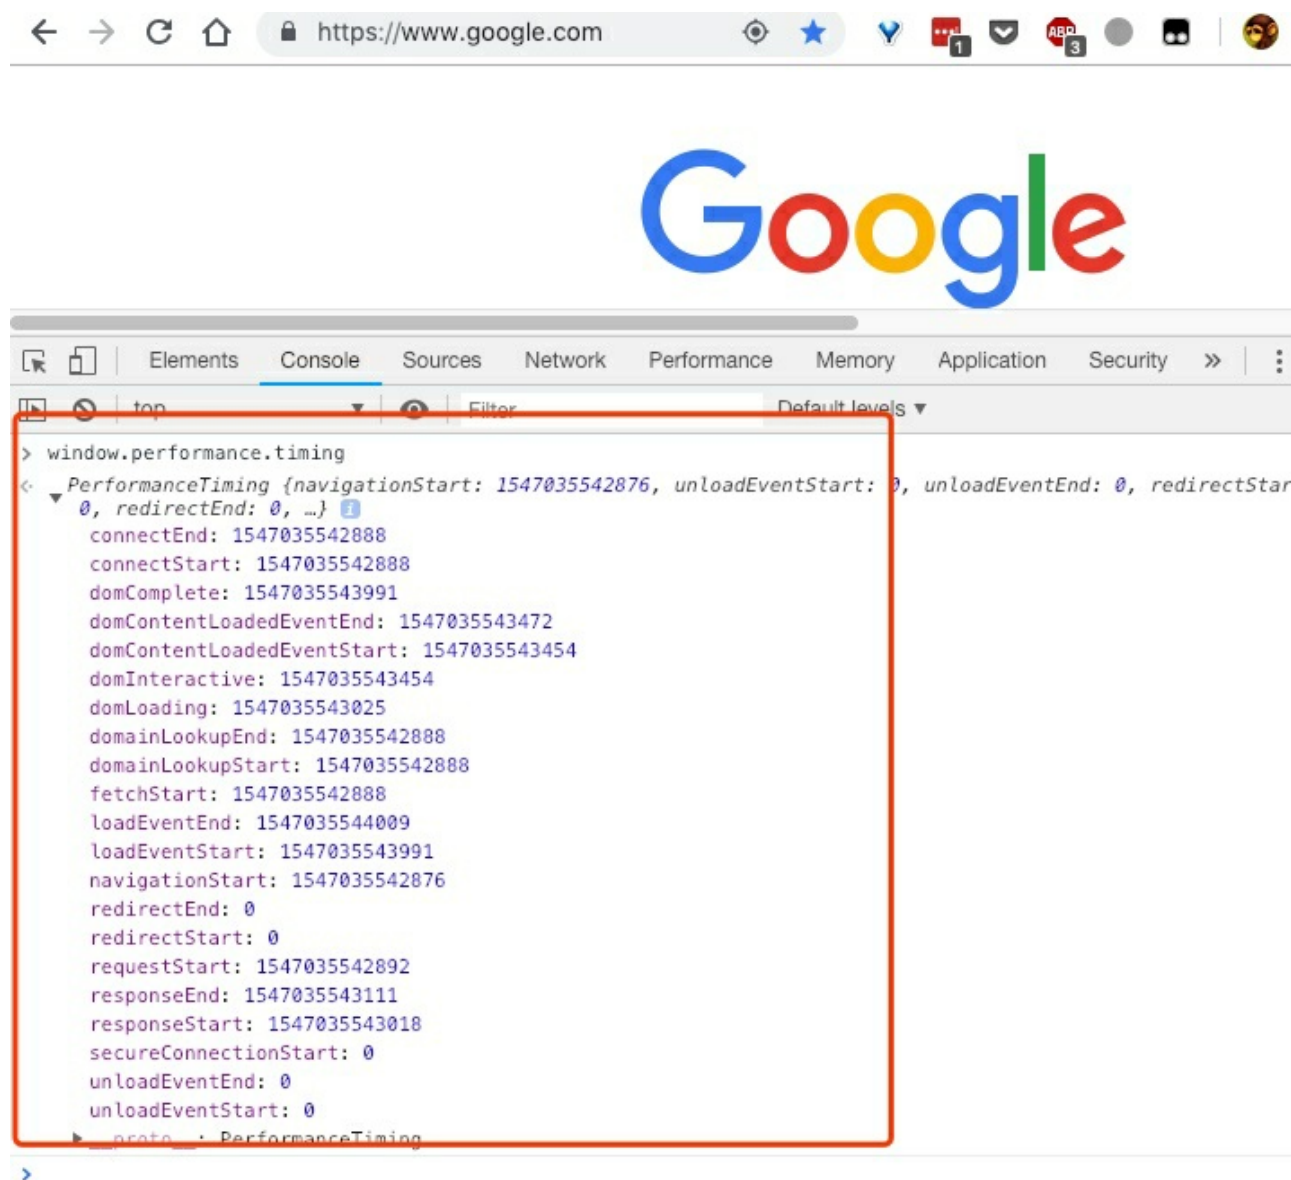 https://www.google.com
1
ABP
3
Google
Elements Console Sources Network Performance Memory Application Security »
top Filter Default levels ▼
> window.performance.timing
PerformanceTiming {navigationStart: 1547035542876, unloadEventStart: 0, unloadEventEnd: 0, redirectStar
0, redirectEnd: 0, …} i
connectEnd: 1547035542888
connectStart: 1547035542888
domComplete: 1547035543991
domContentLoadedEventEnd: 1547035543472
domContentLoadedEventStart: 1547035543454
domInteractive: 1547035543454
domLoading: 1547035543025
domainLookupEnd: 1547035542888
domainLookupStart: 1547035542888
fetchStart: 1547035542888
loadEventEnd: 1547035544009
loadEventStart: 1547035543991
navigationStart: 1547035542876
redirectEnd: 0
redirectStart: 0
requestStart: 1547035542892
responseEnd: 1547035543111
responseStart: 1547035543018
secureConnectionStart: 0
unloadEventEnd: 0
unloadEventStart: 0
__proto__: PerformanceTiming
>